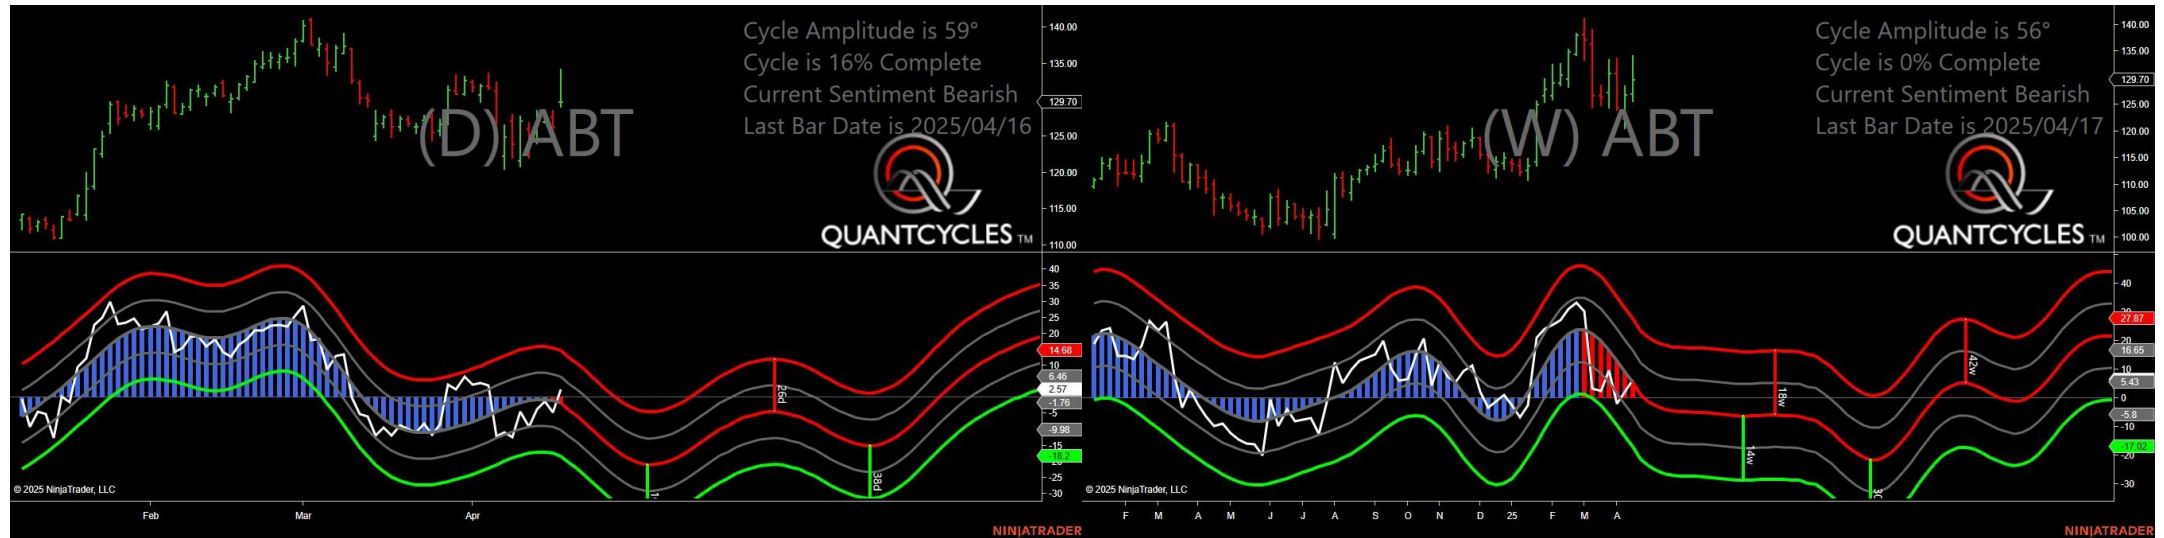 Cycle Amplitude is 59°
Cycle is 16% Complete
Current Sentiment Bearish
Last Bar Date is 2025/04/16
(D) ABT
QUANTCYCLES TM
140.00
135.00
129.70
125.00
120.00
115.00
110.00
40
35
30
25
20
14.68
10
6.46
2.57
-1.76
-5
-9.98
-15
-18.2
-25
-30
26d
38d
© 2025 NinjaTrader, LLC
Feb Mar Apr
NINJATRADER
Cycle Amplitude is 56°
Cycle is 0% Complete
Current Sentiment Bearish
Last Bar Date is 2025/04/17
(W) ABT
QUANTCYCLES TM
140.00
135.00
129.70
125.00
120.00
115.00
110.00
105.00
100.00
40
27.87
20
16.65
10
5.43
0
-5.8
-10
-17.02
-20
-30
18w
14w
42w
© 2025 NinjaTrader, LLC
F M A M J J A S O N D 25 F M A
NINJATRADER